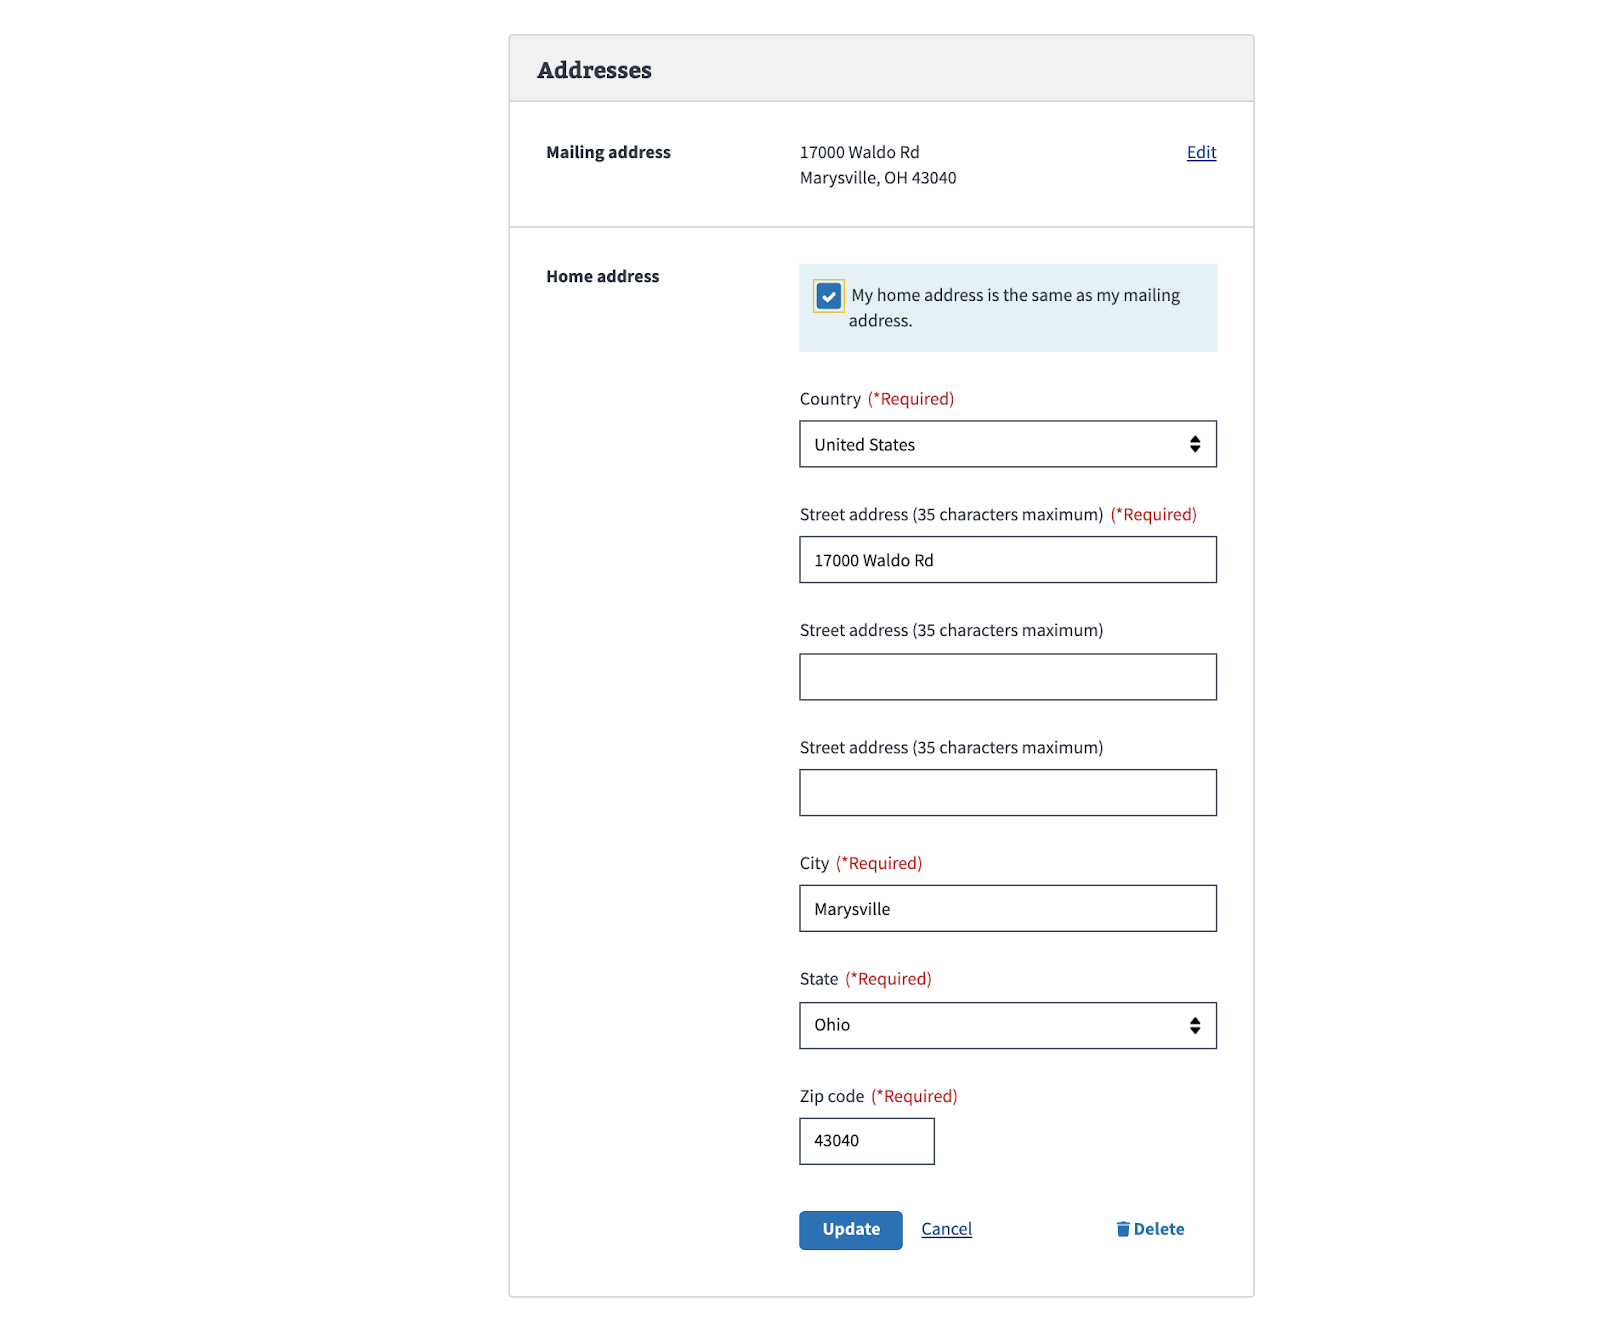 Addresses
Mailing address
17000 Waldo Rd
Marysville, OH 43040
Edit
Home address
My home address is the same as my mailing
address.
Country (*Required)
United States
Street address (35 characters maximum) (*Required)
17000 Waldo Rd
Street address (35 characters maximum)
Street address (35 characters maximum)
City (*Required)
Marysville
State (*Required)
Ohio
Zip code (*Required)
43040
Update
Cancel
Delete